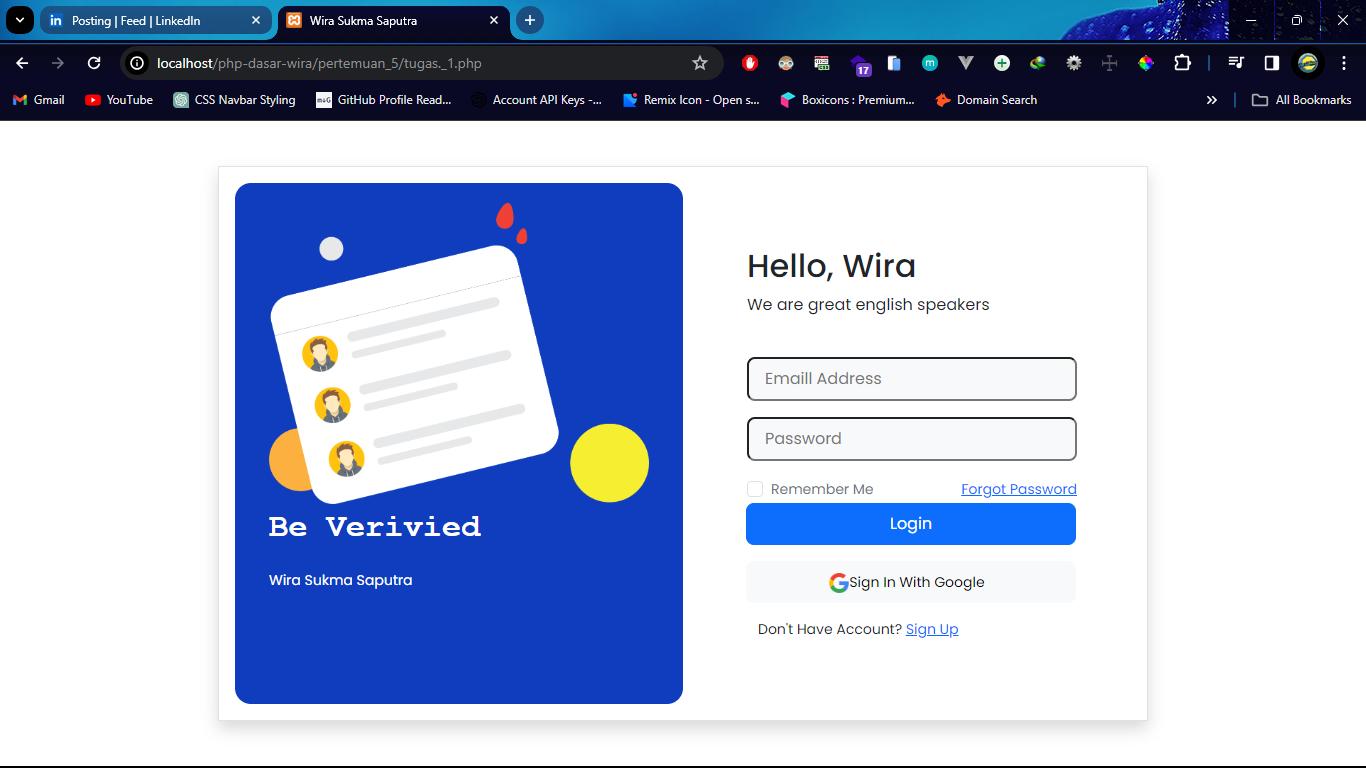 Posting | Feed | LinkedIn
Wira Sukma Saputra
localhost/php-dasar-wira/pertemuan_5/tugas._1.php
17
Gmail
YouTube
CSS Navbar Styling
GitHub Profile Read...
Account API Keys -...
Remix Icon - Open s...
Boxicons : Premium...
Domain Search
All Bookmarks
Be Verivied
Wira Sukma Saputra
Hello, Wira
We are great english speakers
Emaill Address
Password
Remember Me
Forgot Password
Login
Sign In With Google
Don't Have Account? Sign Up